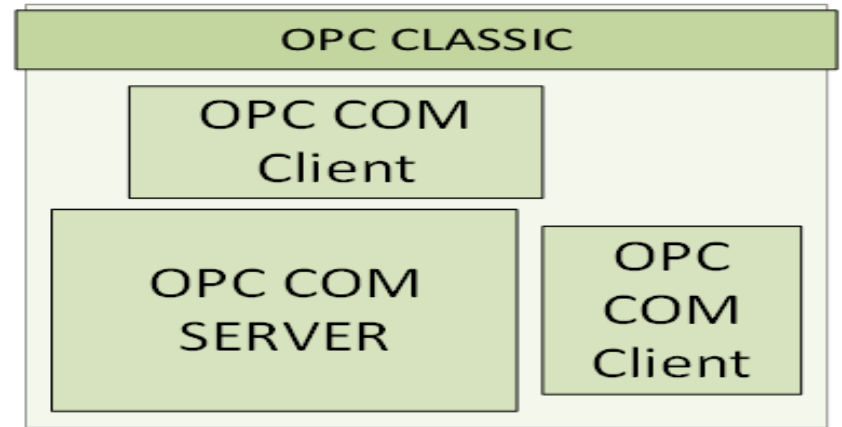 OPC CLASSIC
OPC COM
Client
OPC COM
SERVER
OPC
COM
Client